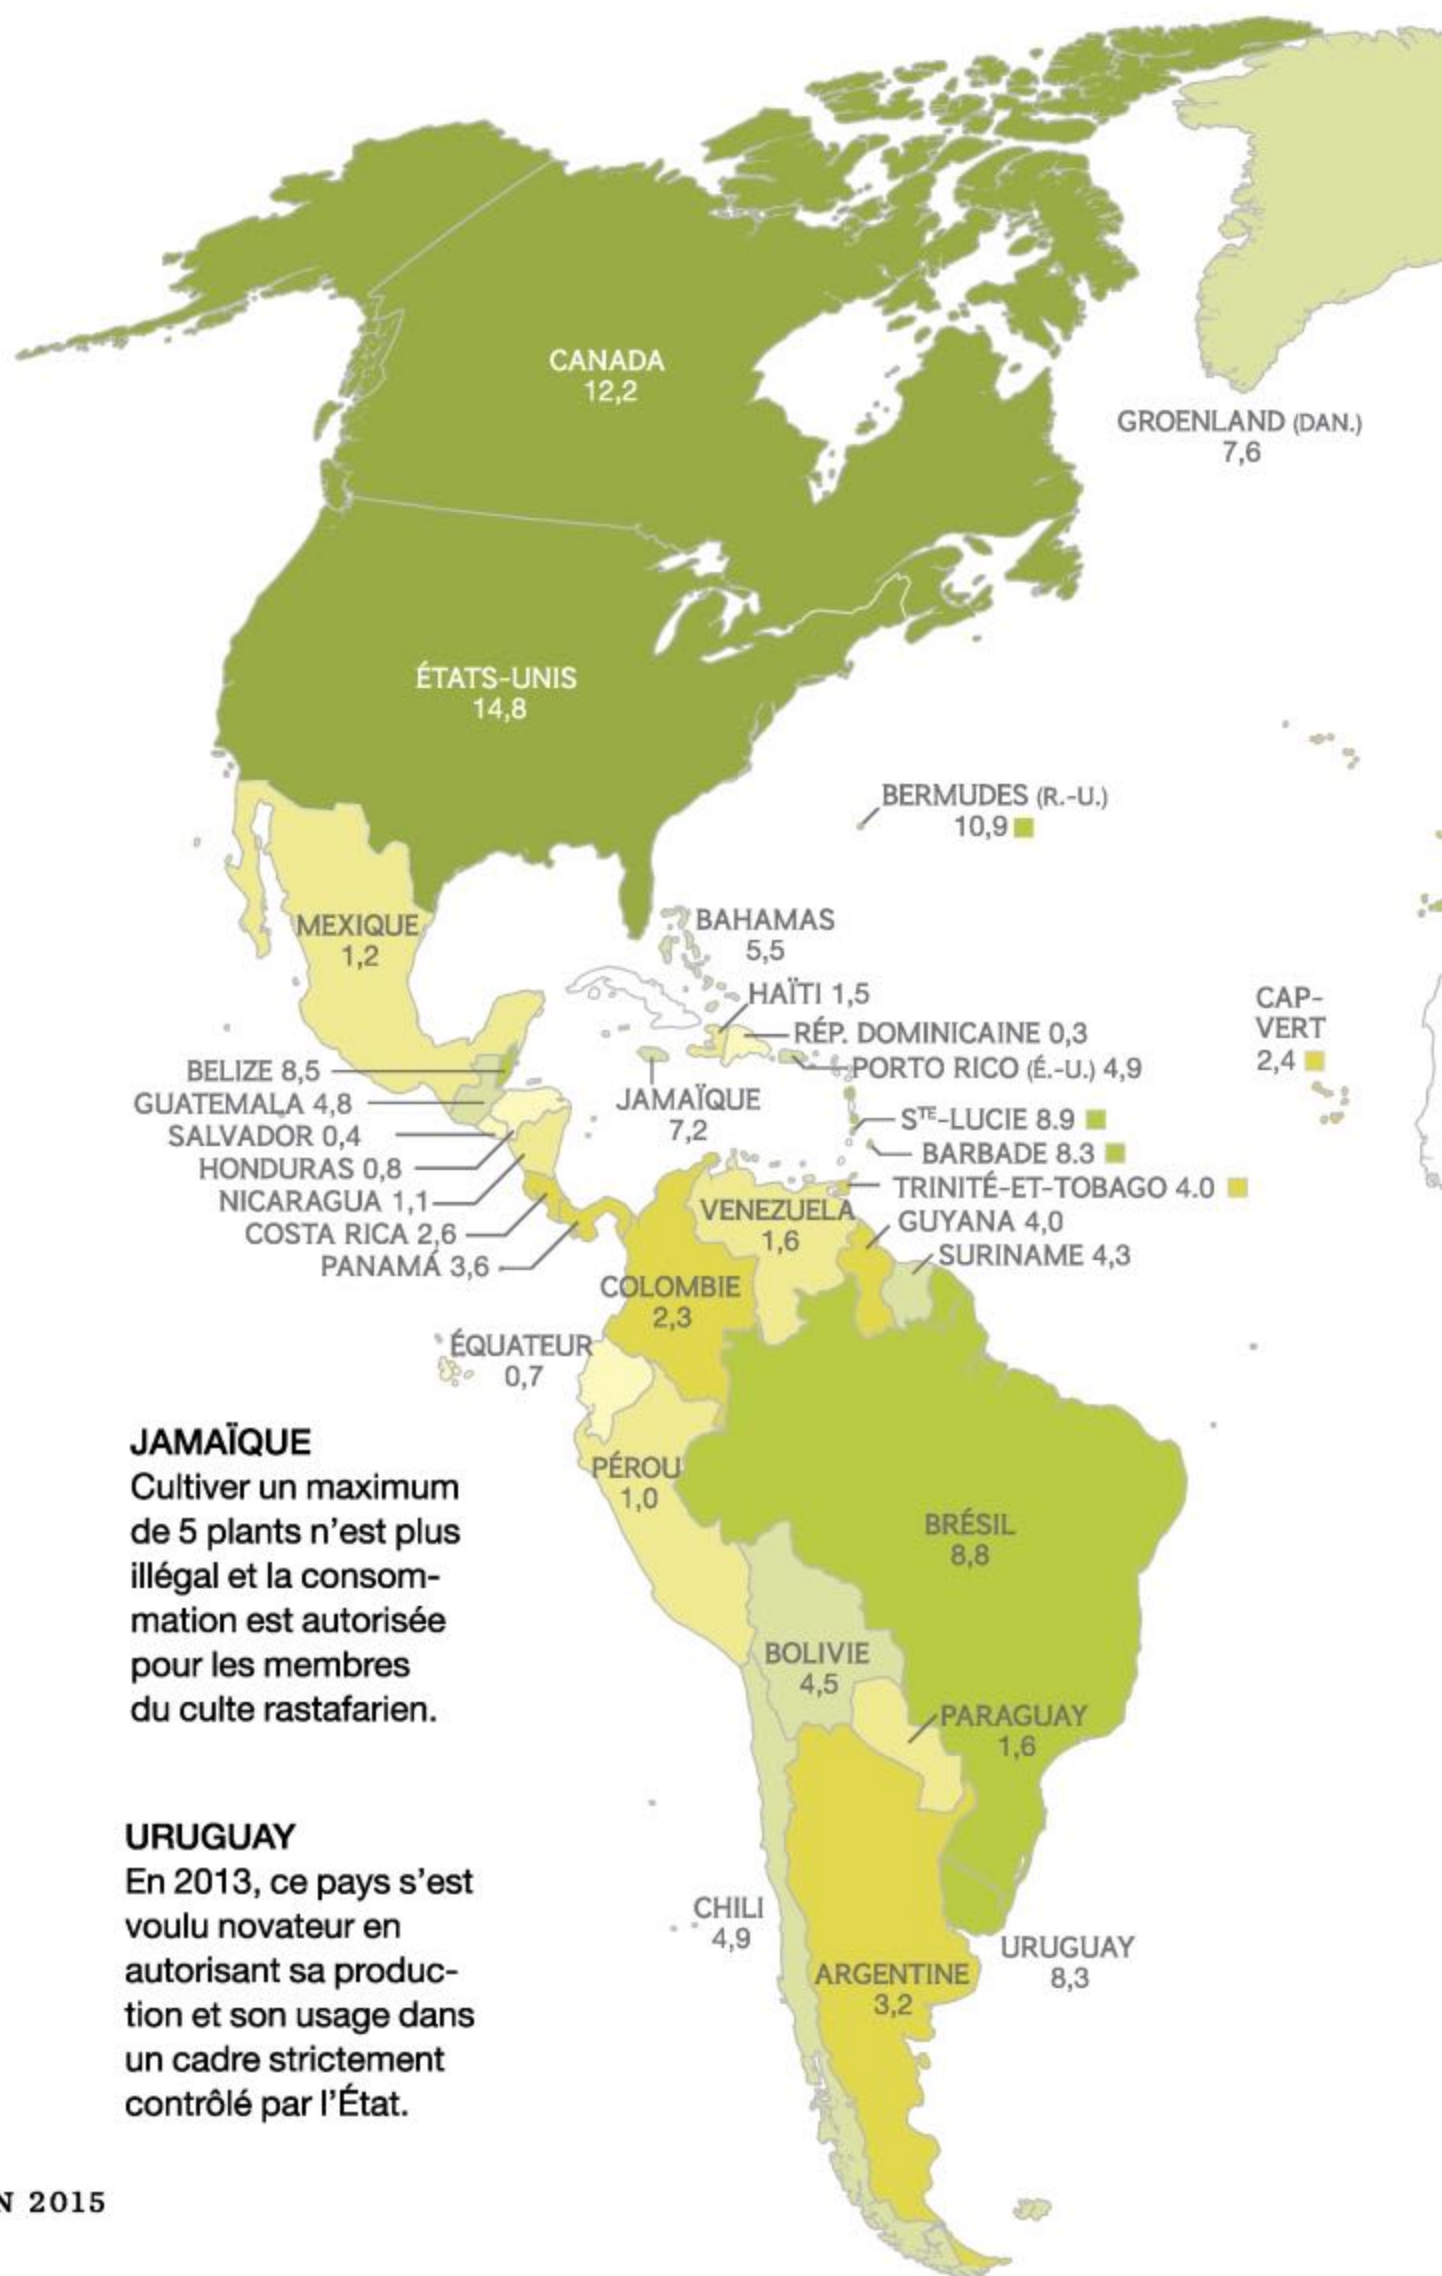 CANADA
12,2
GROENLAND (DAN.)
7,6
ÉTATS-UNIS
14,8
BERMUDES (R.-U.)
10,9
MEXIQUE
1,2
BAHAMAS
5,5
HAÏTI 1,5
RÉP. DOMINICAINE 0,3
PORTO RICO (É.-U.) 4,9
CAP-
VERT
2,4
BELIZE 8,5
GUATEMALA 4,8
SALVADOR 0,4
HONDURAS 0,8
NICARAGUA 1,1
COSTA RICA 2,6
PANAMÁ 3,6
JAMAÏQUE
7,2
STE-LUCIE 8.9
BARBADE 8.3
TRINITÉ-ET-TOBAGO 4.0
VENEZUELA
1,6
GUYANA 4,0
SURINAME 4,3
COLOMBIE
2,3
ÉQUATEUR
0,7
PÉROU
1,0
BRÉSIL
8,8
BOLIVIE
4,5
PARAGUAY
1,6
CHILI
4,9
ARGENTINE
3,2
URUGUAY
8,3
JAMAÏQUE
Cultiver un maximum
de 5 plants n'est plus
illégal et la consom-
mation est autorisée
pour les membres
du culte rastafarien.
URUGUAY
En 2013, ce pays s'est
voulu novateur en
autorisant sa produc-
tion et son usage dans
un cadre strictement
contrôlé par l'État.
N 2015